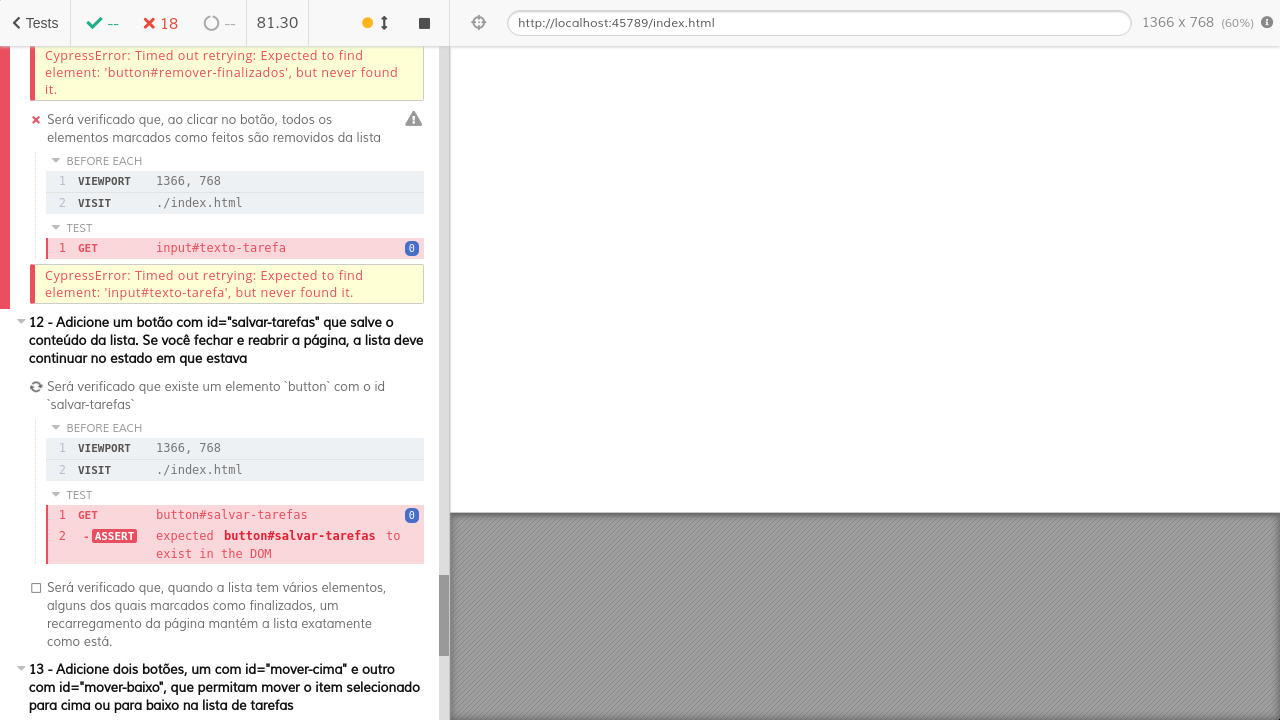 Tests
--
18
--
81.30
http://localhost:45789/index.html
1366 x 768 (60%)
CypressError: Timed out retrying: Expected to find
element: 'button#remover-finalizados', but never found
it.
Será verificado que, ao clicar no botão, todos os
elementos marcados como feitos são removidos da lista
BEFORE EACH
1 VIEWPORT 1366, 768
2 VISIT ./index.html
TEST
1 GET input#texto-tarefa 0
CypressError: Timed out retrying: Expected to find
element: 'input#texto-tarefa', but never found it.
12 - Adicione um botão com id="salvar-tarefas" que salve o
conteúdo da lista. Se você fechar e reabrir a página, a lista deve
continuar no estado em que estava
Será verificado que existe um elemento `button` com o id
`salvar-tarefas`
BEFORE EACH
1 VIEWPORT 1366, 768
2 VISIT ./index.html
TEST
1 GET button#salvar-tarefas 0
2 -ASSERT expected button#salvar-tarefas to
exist in the DOM
Será verificado que, quando a lista tem vários elementos,
alguns dos quais marcados como finalizados, um
recarregamento da página mantém a lista exatamente
como está.
13 - Adicione dois botões, um com id="mover-cima" e outro
com id="mover-baixo", que permitam mover o item selecionado
para cima ou para baixo na lista de tarefas